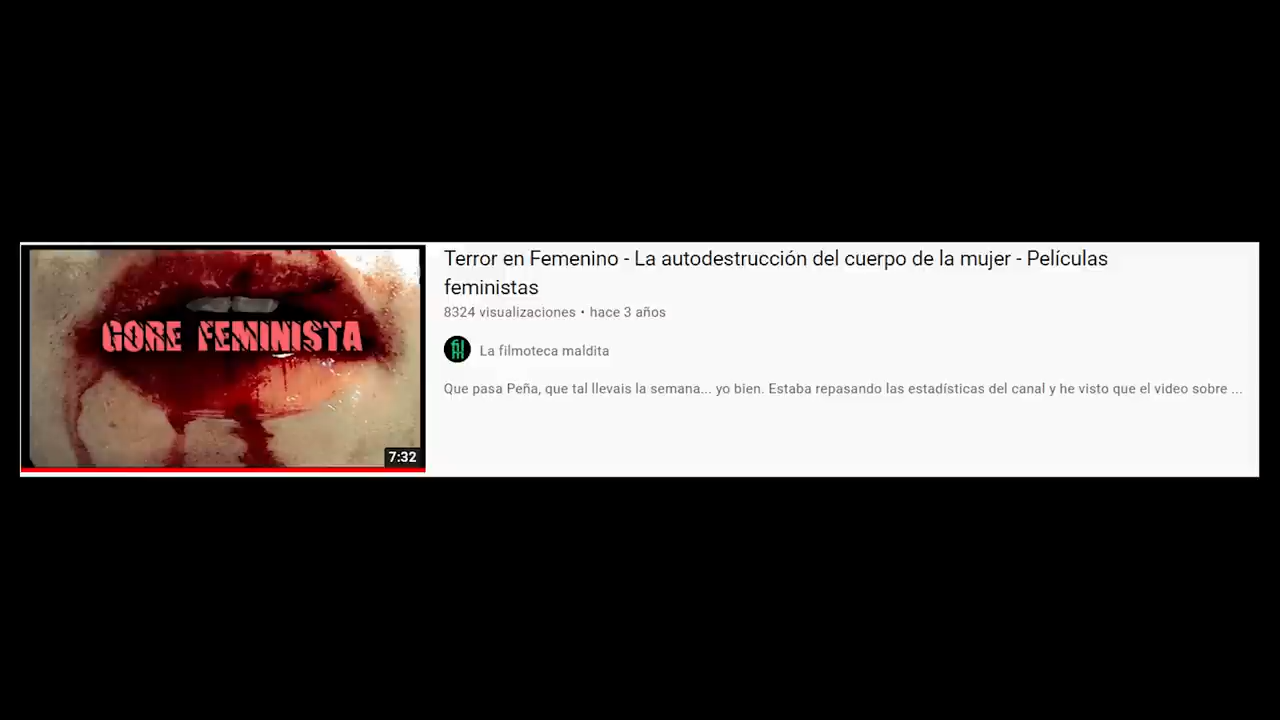 GORE FEMINISTA
7:32
Terror en Femenino - La autodestrucción del cuerpo de la mujer - Películas
feministas
8324 visualizaciones • hace 3 años
film
La filmoteca maldita
Que pasa Peña, que tal llevais la semana... yo bien. Estaba repasando las estadísticas del canal y he visto que el video sobre ...